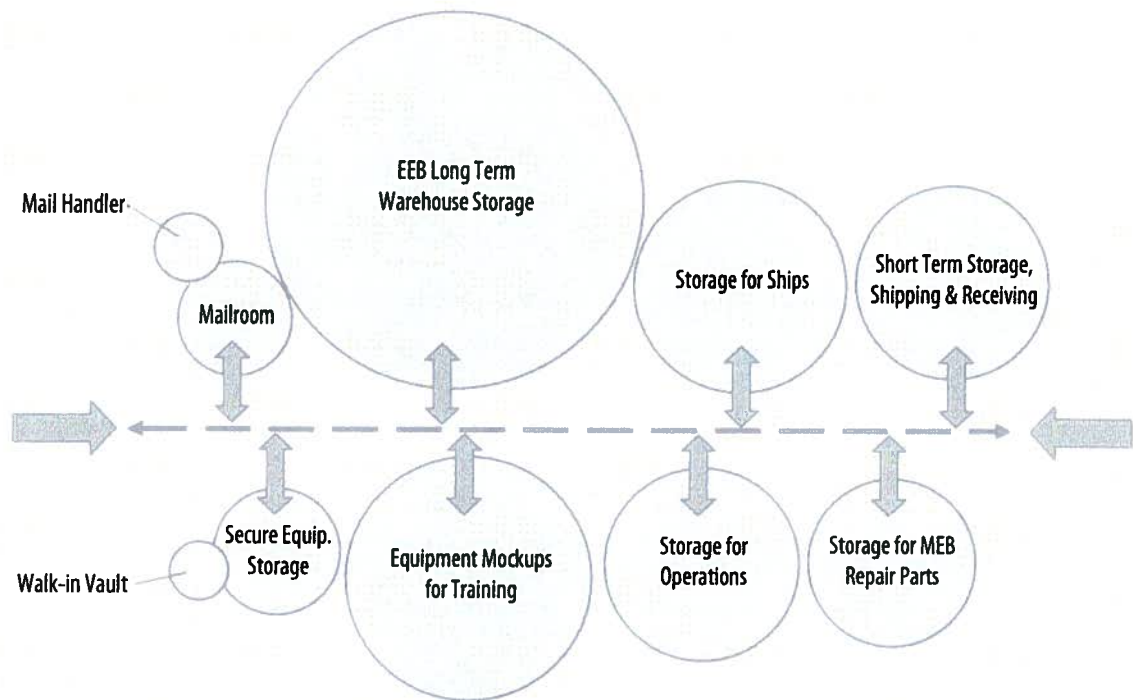 EEB Long Term
Warehouse Storage
Mail Handler
Mailroom
Storage for Ships
Short Term Storage,
Shipping & Receiving
Secure Equip.
Storage
Walk-in Vault
Equipment Mockups
for Training
Storage for
Operations
Storage for MEB
Repair Parts